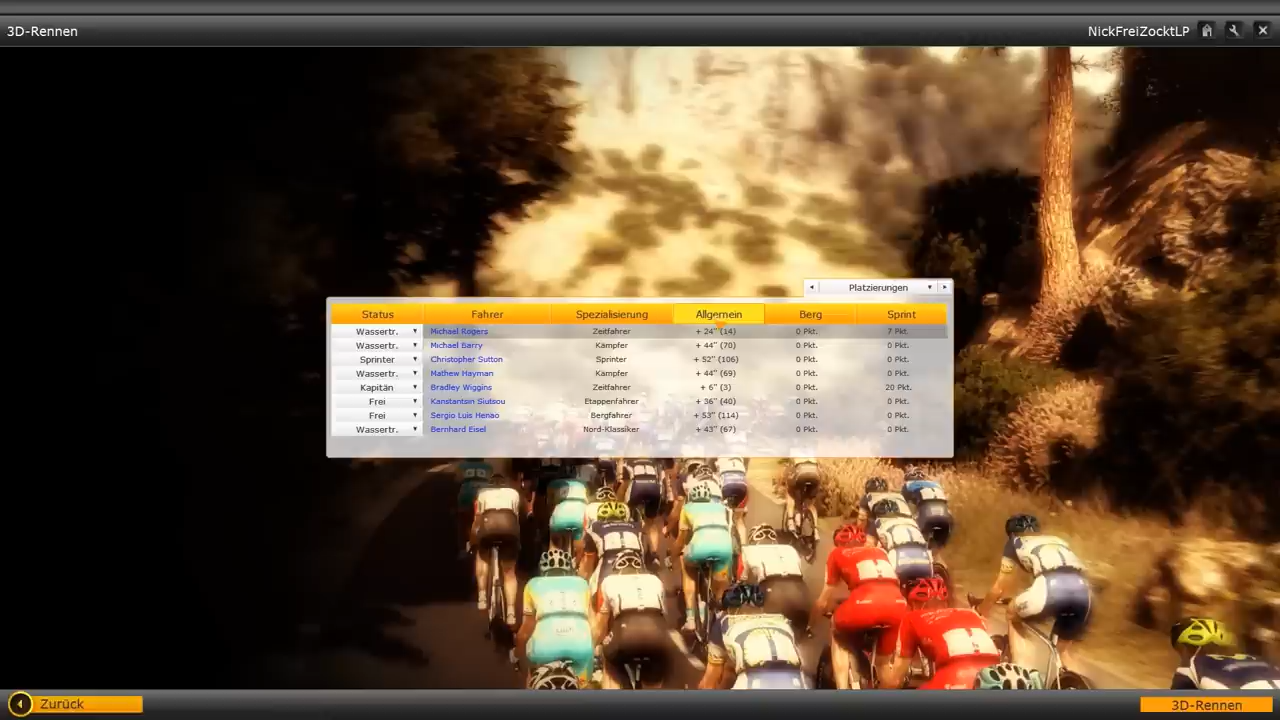 3D-Rennen
NickFreiZocktLP
Platzierungen
Status Fahrer Spezialisierung Allgemein Berg Sprint
Wassertr. Michael Rogers Zeitfahrer + 24'' (14) 0 Pkt. 7 Pkt.
Wassertr. Michael Barry Kämpfer + 44'' (70) 0 Pkt. 0 Pkt.
Sprinter Christopher Sutton Sprinter + 52'' (106) 0 Pkt. 0 Pkt.
Wassertr. Mathew Hayman Kämpfer + 44'' (69) 0 Pkt. 0 Pkt.
Kapitän Bradley Wiggins Zeitfahrer + 6'' (3) 0 Pkt. 20 Pkt.
Frei Kanstantsin Siutsou Etappenfahrer + 36'' (40) 0 Pkt. 0 Pkt.
Frei Sergio Luis Henao Bergfahrer + 53'' (114) 0 Pkt. 0 Pkt.
Wassertr. Bernhard Eisel Nord-Klassiker + 43'' (67) 0 Pkt. 0 Pkt.
Zurück
3D-Rennen